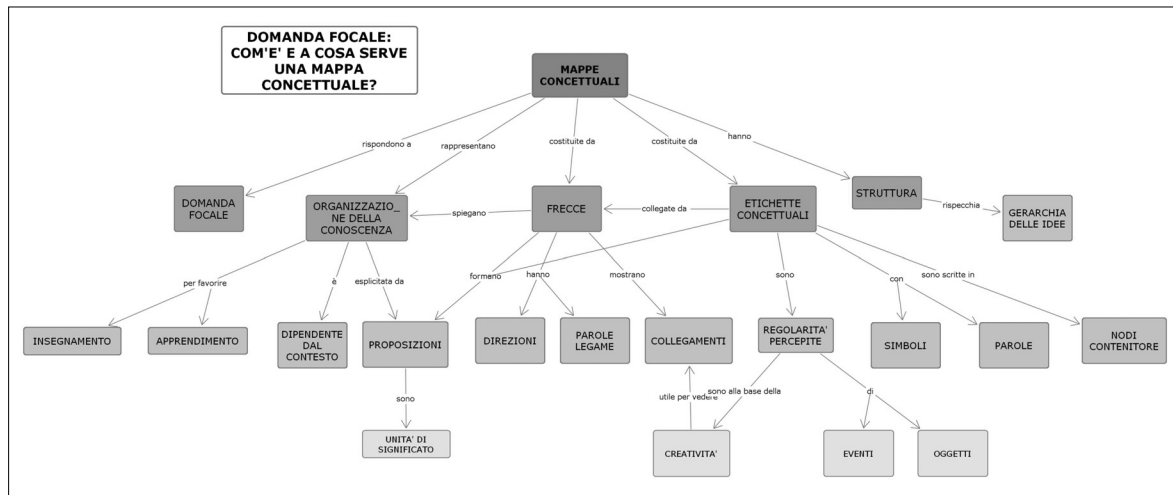 DOMANDA FOCALE:
COM'E' E A COSA SERVE
UNA MAPPA
CONCETTUALE?
MAPPE
CONCETTUALI
hanno
rispondono a
rappresentano
costituite da
costituite da
DOMANDA
FOCALE
ORGANIZZAZIO_
NE DELLA
CONOSCENZA
spiegano
FRECCE
collegate da
ETICHETTE
CONCETTUALI
STRUTTURA
rispecchia
GERARCHIA
DELLE IDEE
per favorire
è
esplicitata da
formano
hanno
mostrano
sono
con
sono scritte in
INSEGNAMENTO
APPRENDIMENTO
DIPENDENTE
DAL
CONTESTO
PROPOSIZIONI
DIREZIONI
PAROLE
LEGAME
COLLEGAMENTI
REGOLARITA'
PERCEPITE
SIMBOLI
PAROLE
NODI
CONTENITORE
sono
utile per vedere
sono alla base della
di
UNITA' DI
SIGNIFICATO
CREATIVITA'
EVENTI
OGGETTI